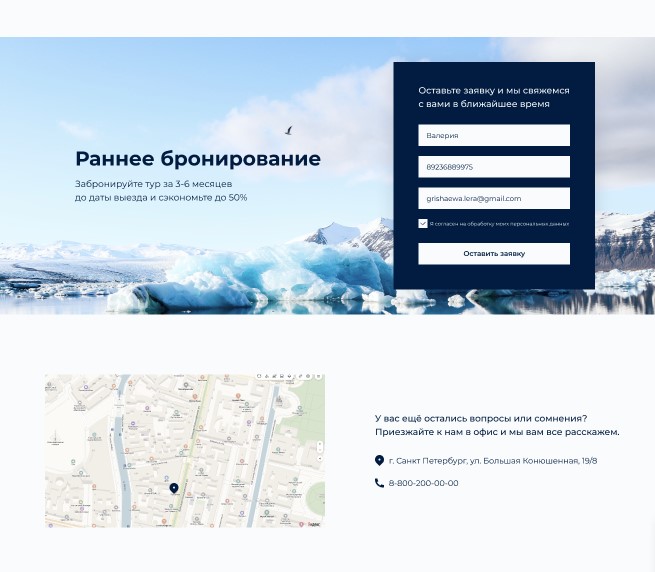 Раннее бронирование
Забронируйте тур за 3-6 месяцев
до даты выезда и сэкономьте до 50%
Оставьте заявку и мы свяжемся
с вами в ближайшее время
Валерия
89236889975
grishaewa.lera@gmail.com
Я согласен на обработку моих персональных данных
Оставить заявку
У вас ещё остались вопросы или сомнения?
Приезжайте к нам в офис и мы вам все расскажем.
г. Санкт Петербург, ул. Большая Конюшенная, 19/8
8-800-200-00-00